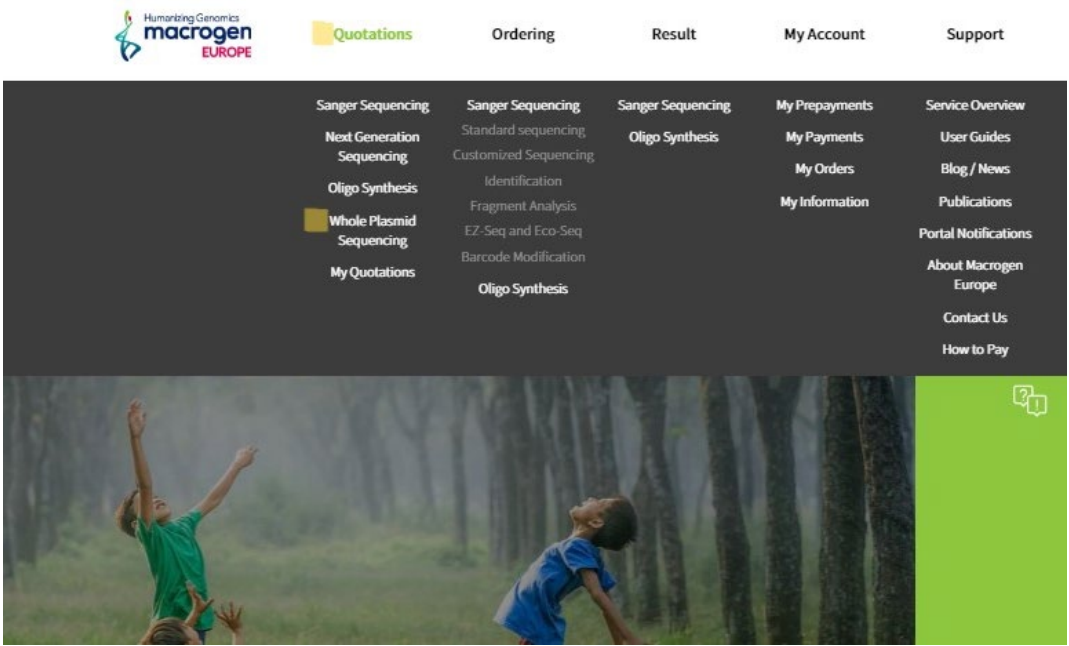 Humanizing Genomics
macrogen
EUROPE
Quotations
Ordering
Result
My Account
Support
Sanger Sequencing
Next Generation
Sequencing
Oligo Synthesis
Whole Plasmid
Sequencing
My Quotations
Sanger Sequencing
Standard sequencing
Customized Sequencing
Identification
Fragment Analysis
EZ-Seq and Eco-Seq
Barcode Modification
Oligo Synthesis
Sanger Sequencing
Oligo Synthesis
My Prepayments
My Payments
My Orders
My Information
Service Overview
User Guides
Blog / News
Publications
Portal Notifications
About Macrogen
Europe
Contact Us
How to Pay
?!